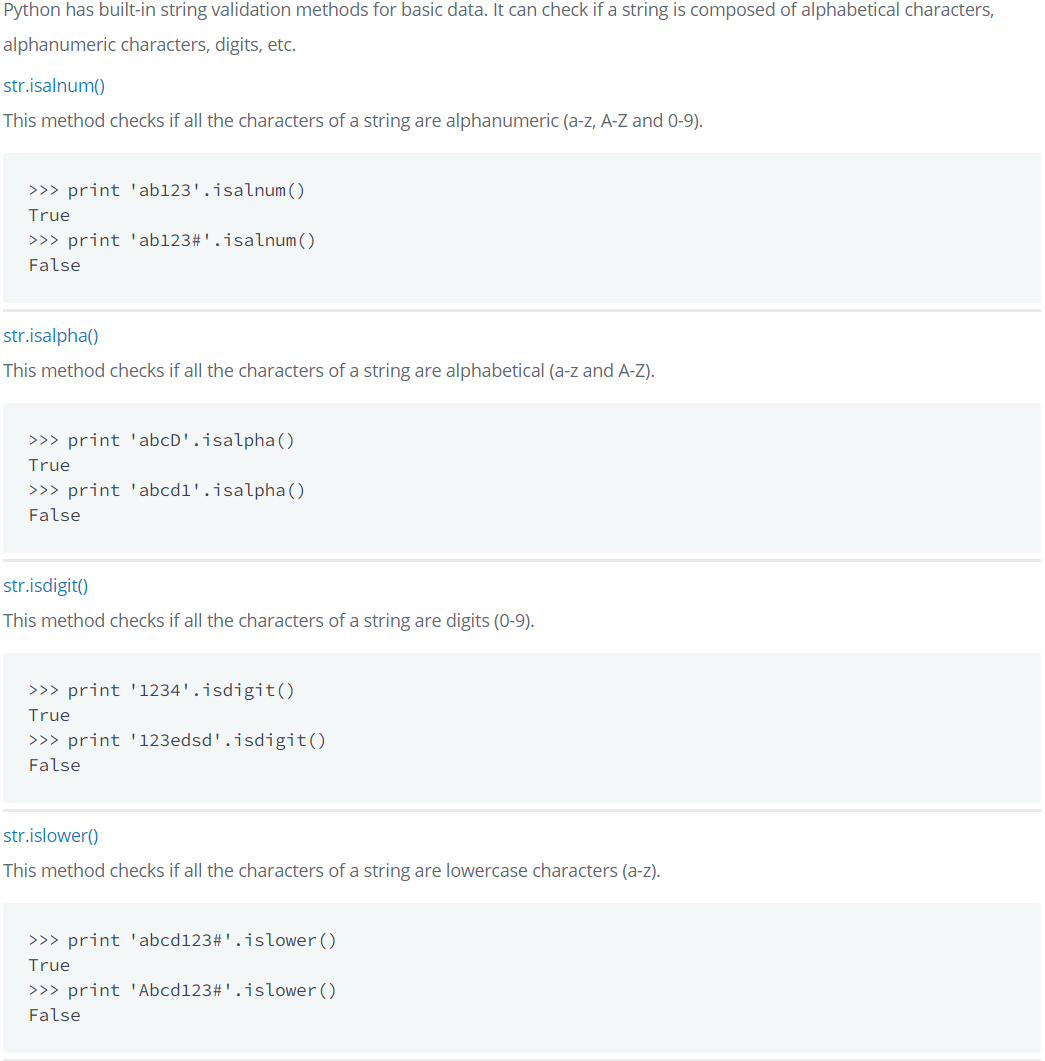 Python has built-in string validation methods for basic data. It can check if a string is composed of alphabetical characters,
alphanumeric characters, digits, etc.
str.isalnum()
This method checks if all the characters of a string are alphanumeric (a-z, A-Z and 0-9).
>>> print 'ab123'.isalnum()
True
>>> print 'ab123#'.isalnum()
False
str.isalpha()
This method checks if all the characters of a string are alphabetical (a-z and A-Z).
>>> print 'abcD'.isalpha()
True
>>> print 'abcd1'.isalpha()
False
str.isdigit()
This method checks if all the characters of a string are digits (0-9).
>>> print '1234'.isdigit()
True
>>> print '123edsd'.isdigit()
False
str.islower()
This method checks if all the characters of a string are lowercase characters (a-z).
>>> print 'abcd123#'.islower()
True
>>> print 'Abcd123#'.islower()
False